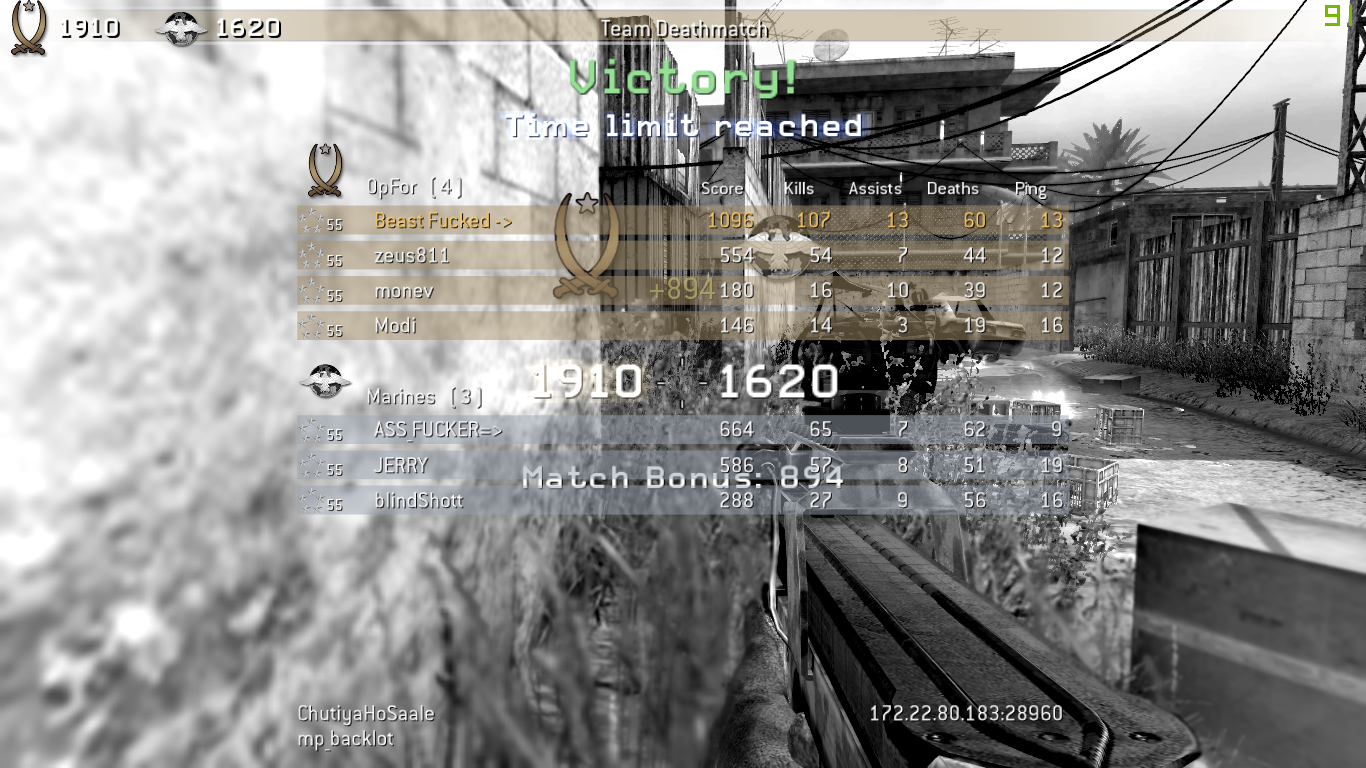 1910 1620 Team Deathmatch 91
Victory!
Time limit reached
OpFor [4] Score Kills Assists Deaths Ping
55 Beast Fucked -> 1096 107 13 60 13
55 zeus811 554 54 7 44 12
55 monev +894 180 16 10 39 12
55 Modi 146 14 3 19 16
1910 - - 1620
Marines [3]
55 ASS_FUCKER=> 664 65 7 62 9
55 JERRY 586 57 8 51 19
Match Bonus: 894
55 blindShott 288 27 9 56 16
ChutiyaHoSaale 172.22.80.183:28960
mp_backlot